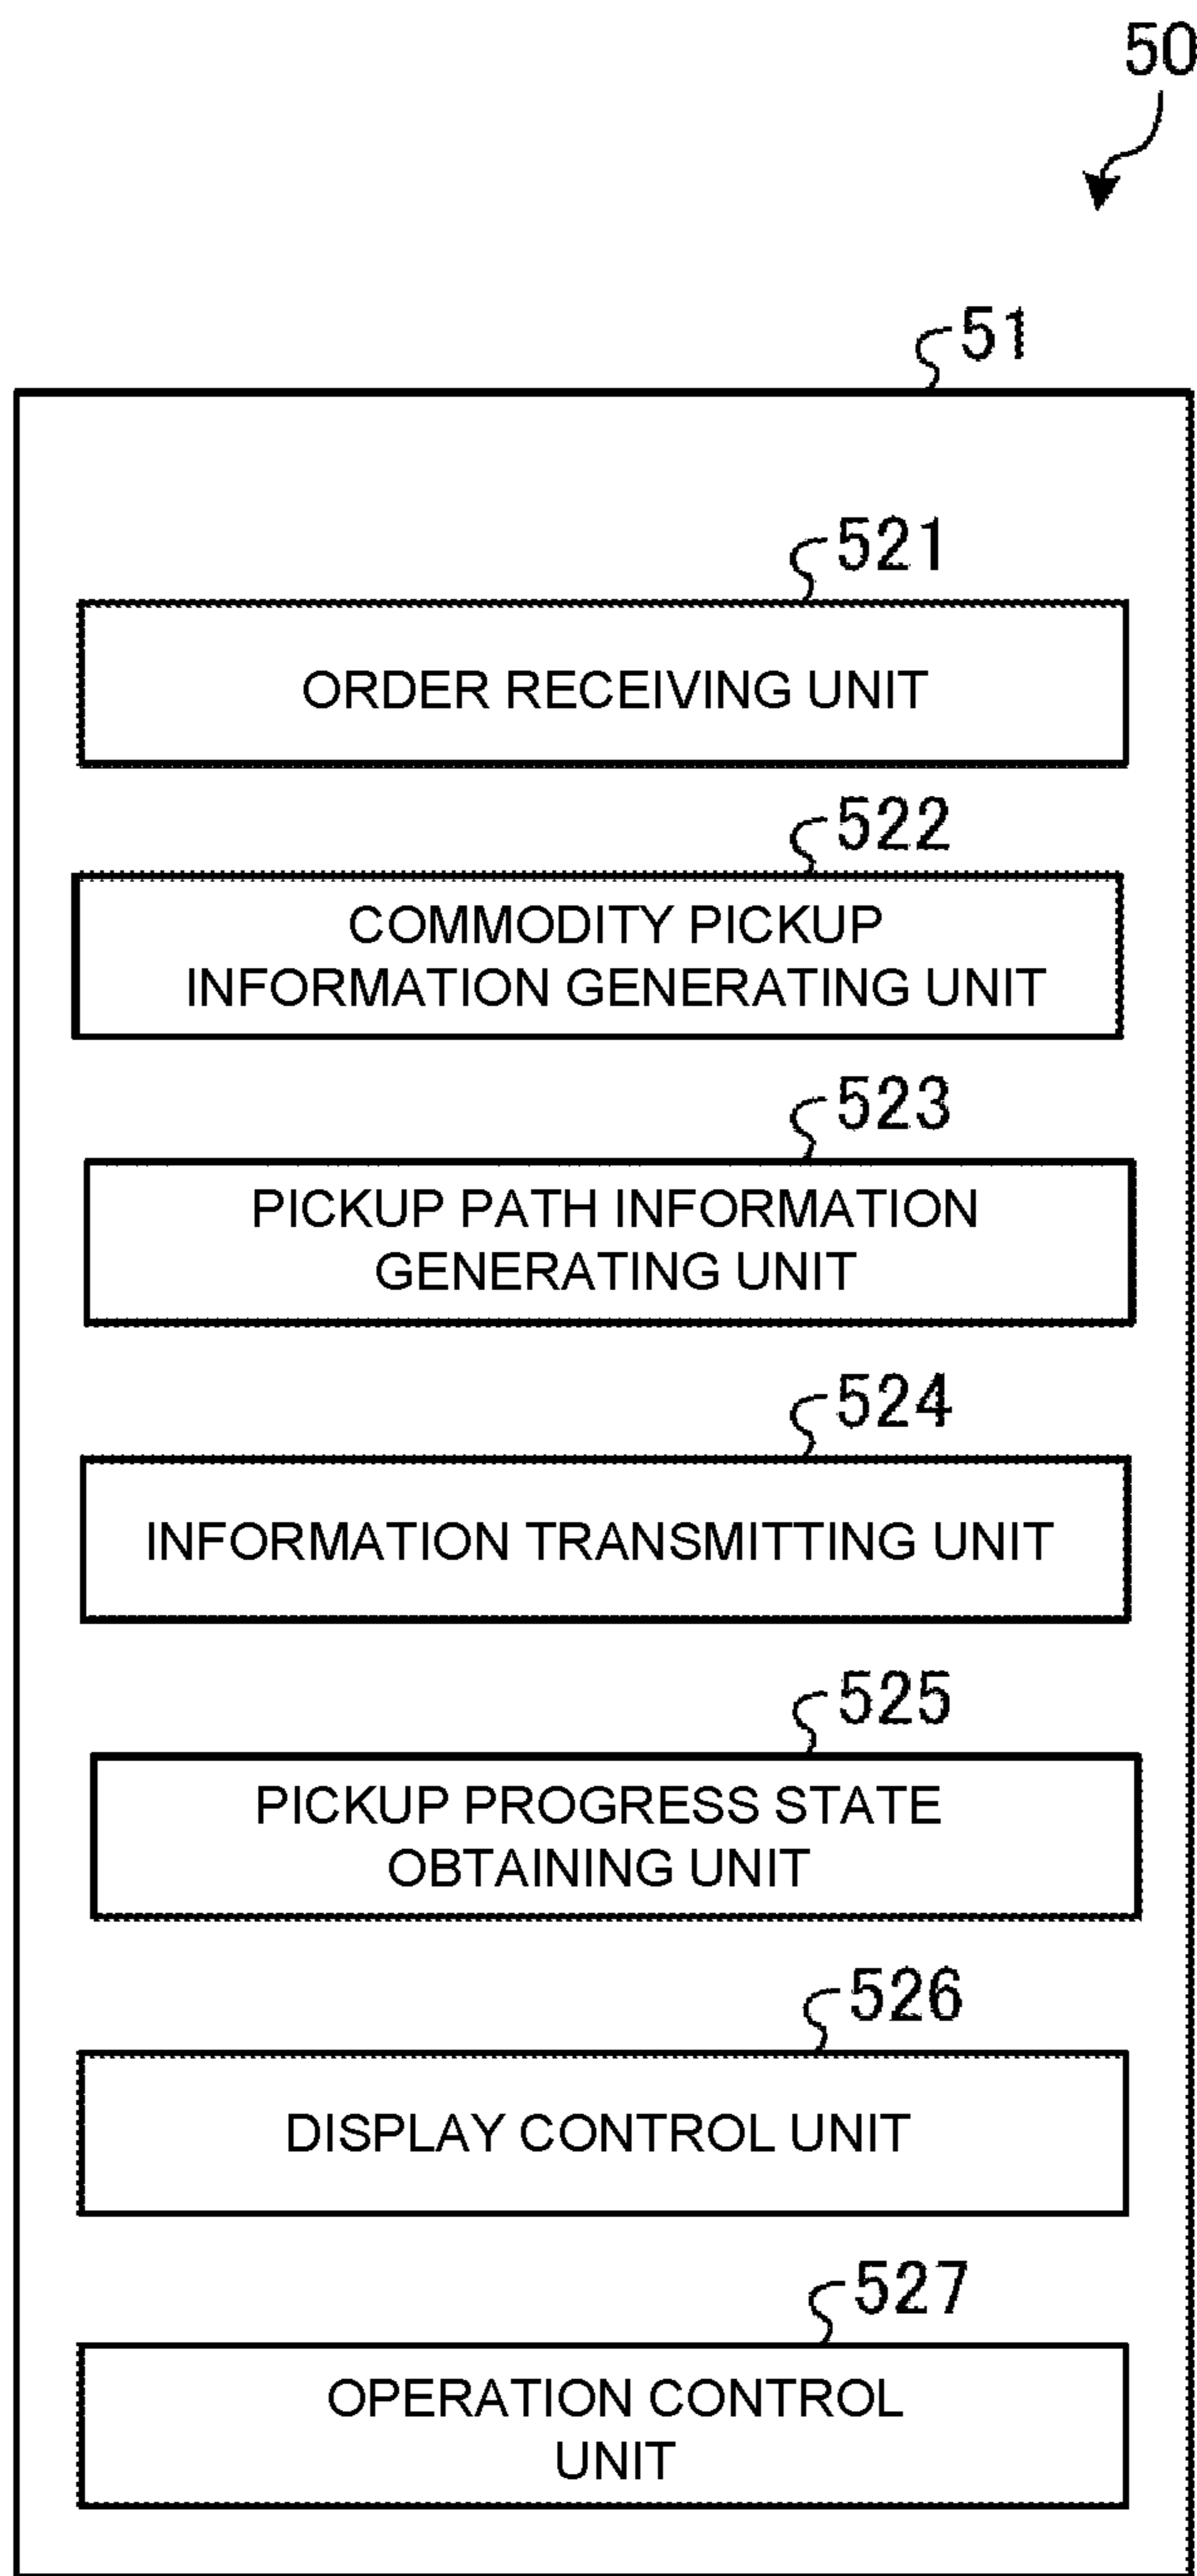 50
51
521
ORDER RECEIVING UNIT
522
COMMODITY PICKUP
INFORMATION GENERATING UNIT
523
PICKUP PATH INFORMATION
GENERATING UNIT
524
INFORMATION TRANSMITTING UNIT
525
PICKUP PROGRESS STATE
OBTAINING UNIT
526
DISPLAY CONTROL UNIT
527
OPERATION CONTROL
UNIT